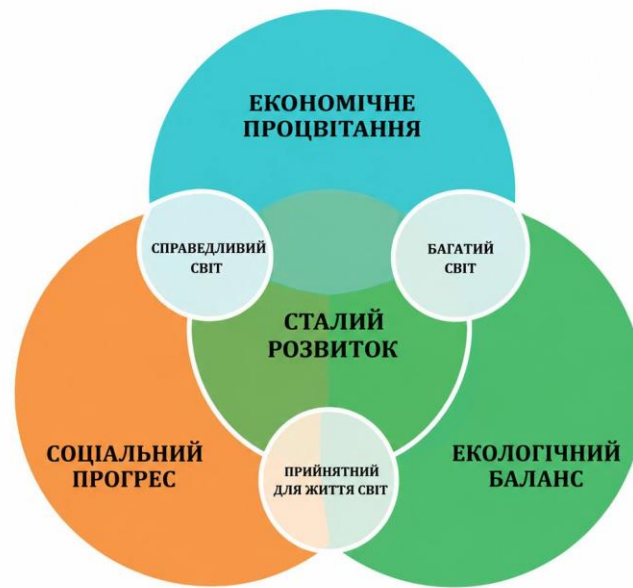 ЕКОНОМІЧНЕ
ПРОЦВІТАННЯ
СПРАВЕДЛИВИЙ
СВІТ
БАГАТИЙ
СВІТ
СТАЛИЙ
РОЗВИТОК
СОЦІАЛЬНИЙ
ПРОГРЕС
ЕКОЛОГІЧНИЙ
БАЛАНС
ПРИЙНЯТНИЙ
ДЛЯ ЖИТТЯ СВІТ